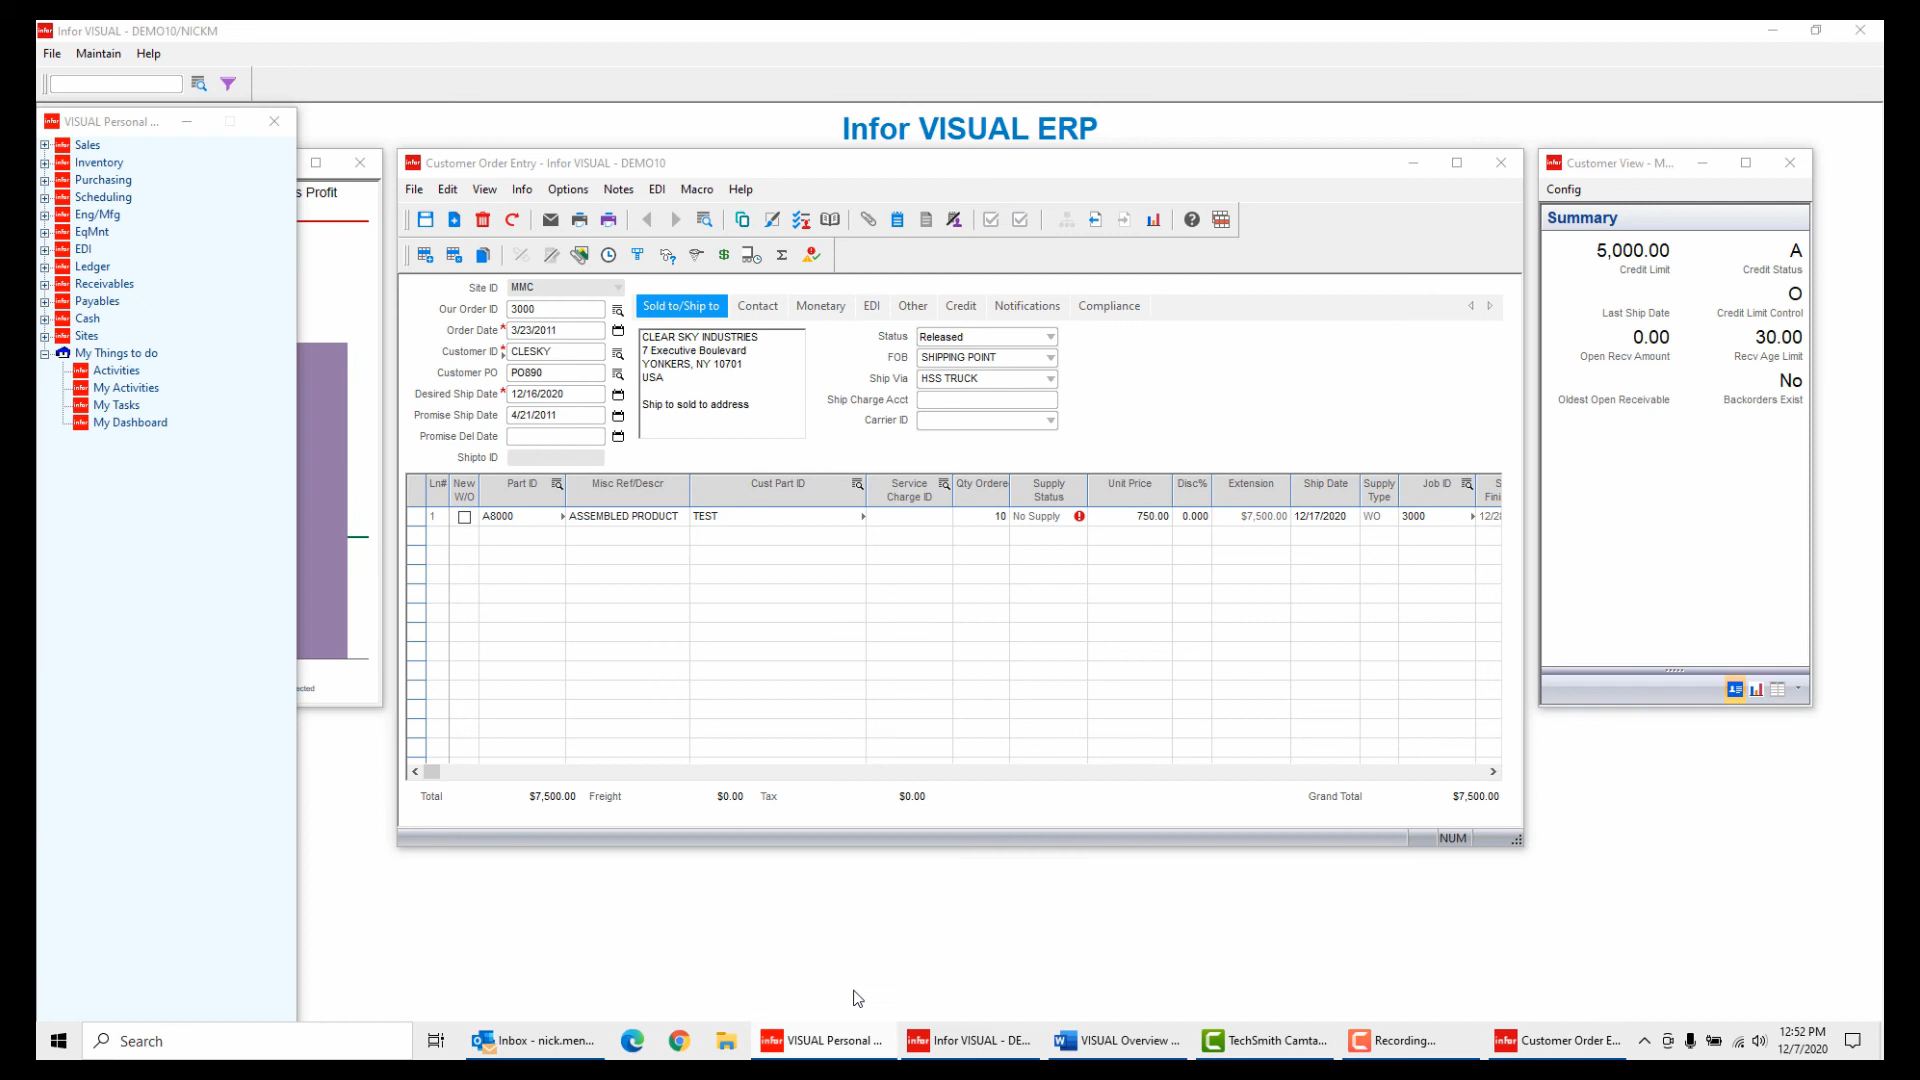 Infor VISUAL - DEMO10/NICKM
File Maintain Help
Infor VISUAL ERP
VISUAL Personal ...
Sales
Inventory
Purchasing
Scheduling
Eng/Mfg
EqMnt
EDI
Ledger
Receivables
Payables
Cash
Sites
My Things to do
Activities
My Activities
My Tasks
My Dashboard
s Profit
ected
Customer Order Entry - Infor VISUAL - DEMO10
File Edit View Info Options Notes EDI Macro Help
Site ID MMC
Our Order ID 3000
Order Date * 3/23/2011
Customer ID * CLESKY
Customer PO PO890
Desired Ship Date * 12/16/2020
Promise Ship Date 4/21/2011
Promise Del Date
Shipto ID
Sold to/Ship to Contact Monetary EDI Other Credit Notifications Compliance
CLEAR SKY INDUSTRIES
7 Executive Boulevard
YONKERS, NY 10701
USA
Ship to sold to address
Status Released
FOB SHIPPING POINT
Ship Via HSS TRUCK
Ship Charge Acct
Carrier ID
Ln# New W/O Part ID Misc Ref/Descr Cust Part ID Service Charge ID Qty Ordere Supply Status Unit Price Disc% Extension Ship Date Supply Type Job ID S Fini
1 A8000 ASSEMBLED PRODUCT TEST 10 No Supply 750.00 0.000 $7,500.00 12/17/2020 WO 3000 12/2
Total $7,500.00 Freight $0.00 Tax $0.00 Grand Total $7,500.00
NUM
Customer View - M...
Config
Summary
5,000.00 A
Credit Limit Credit Status
O
Last Ship Date Credit Limit Control
0.00 30.00
Open Recv Amount Recv Age Limit
No
Oldest Open Receivable Backorders Exist
Search
Inbox - nick.men...
VISUAL Personal ...
Infor VISUAL - DE...
VISUAL Overview ...
TechSmith Camta...
Recording...
Customer Order E...
12:52 PM
12/7/2020